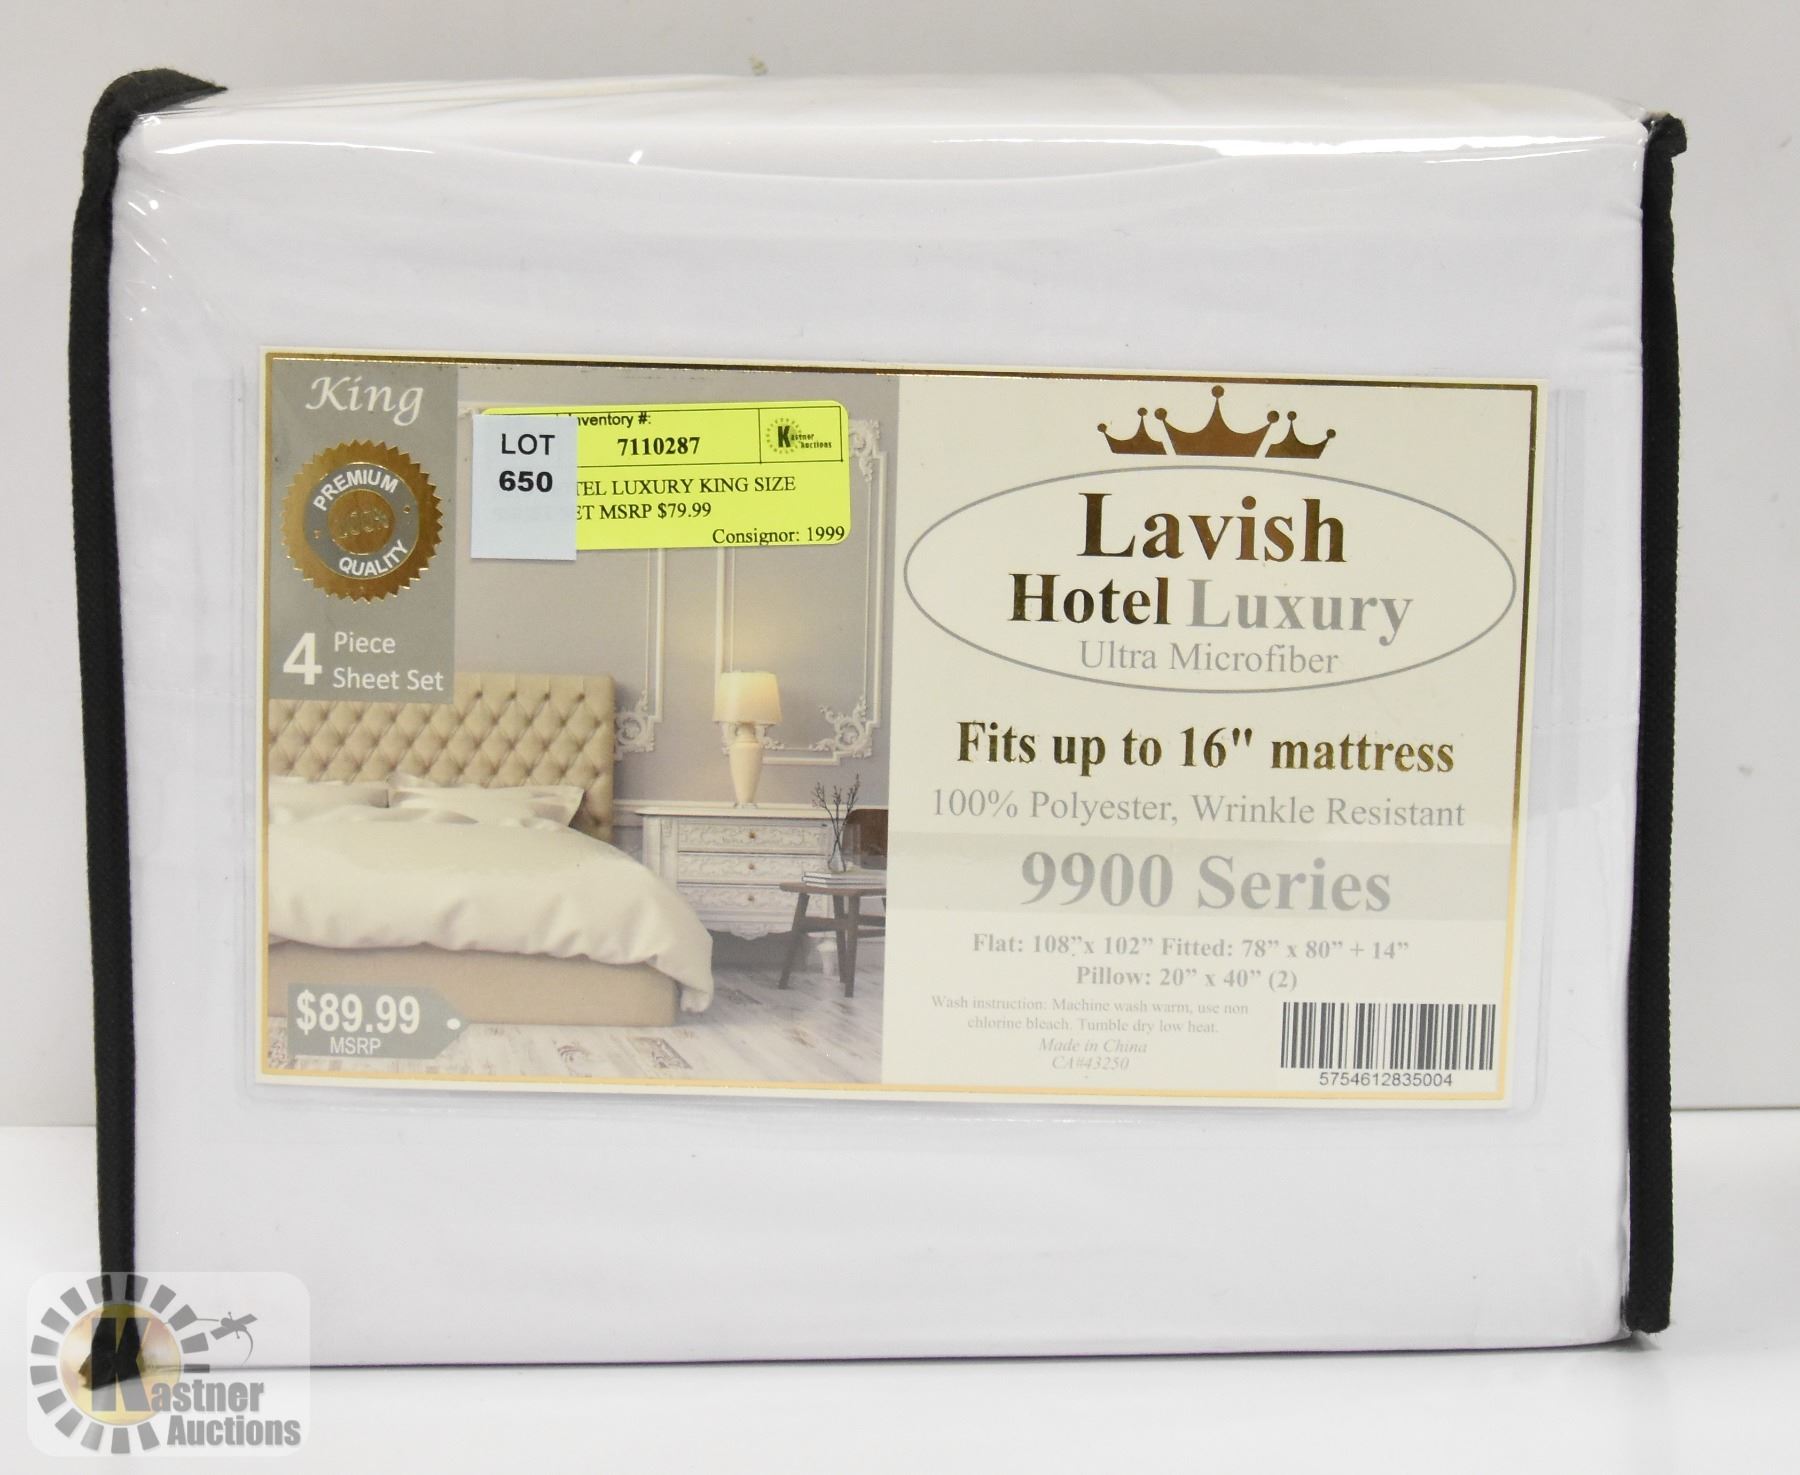 King
PREMIUM
100%
QUALITY
4 Piece
Sheet Set
LOT
650
Inventory #:
7110287
Kastner
Auctions
TEL LUXURY KING SIZE
ET MSRP $79.99
Consignor: 1999
Lavish
Hotel Luxury
Ultra Microfiber
Fits up to 16" mattress
100% Polyester, Wrinkle Resistant
9900 Series
Flat: 108”x 102” Fitted: 78” x 80” + 14”
Pillow: 20” x 40” (2)
Wash instruction: Machine wash warm, use non
chlorine bleach. Tumble dry low heat.
Made in China
CA#43250
5754612835004
$89.99
MSRP
Kastner
Auctions